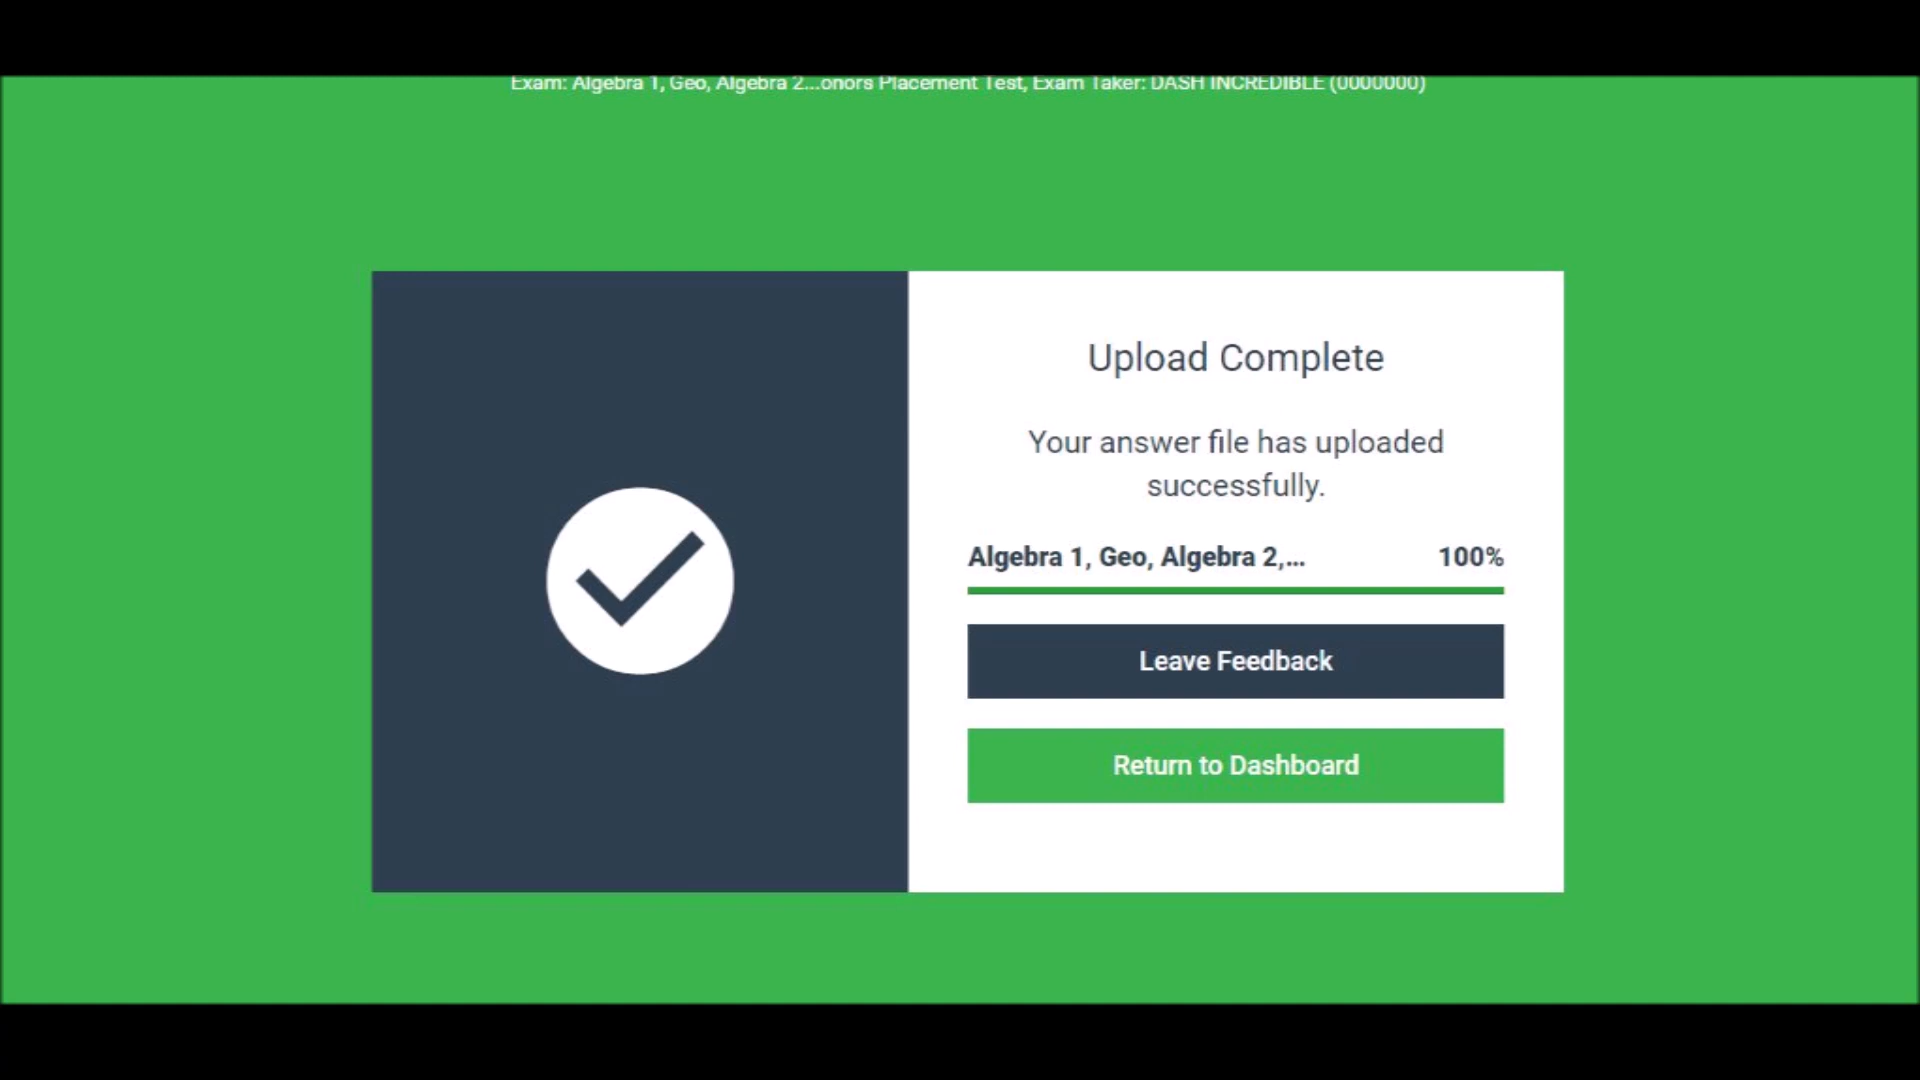 Exam: Algebra 1, Geo, Algebra 2...onors Placement Test, Exam Taker: DASH INCREDIBLE (0000000)
Upload Complete
Your answer file has uploaded
successfully.
Algebra 1, Geo, Algebra 2,... 100%
Leave Feedback
Return to Dashboard